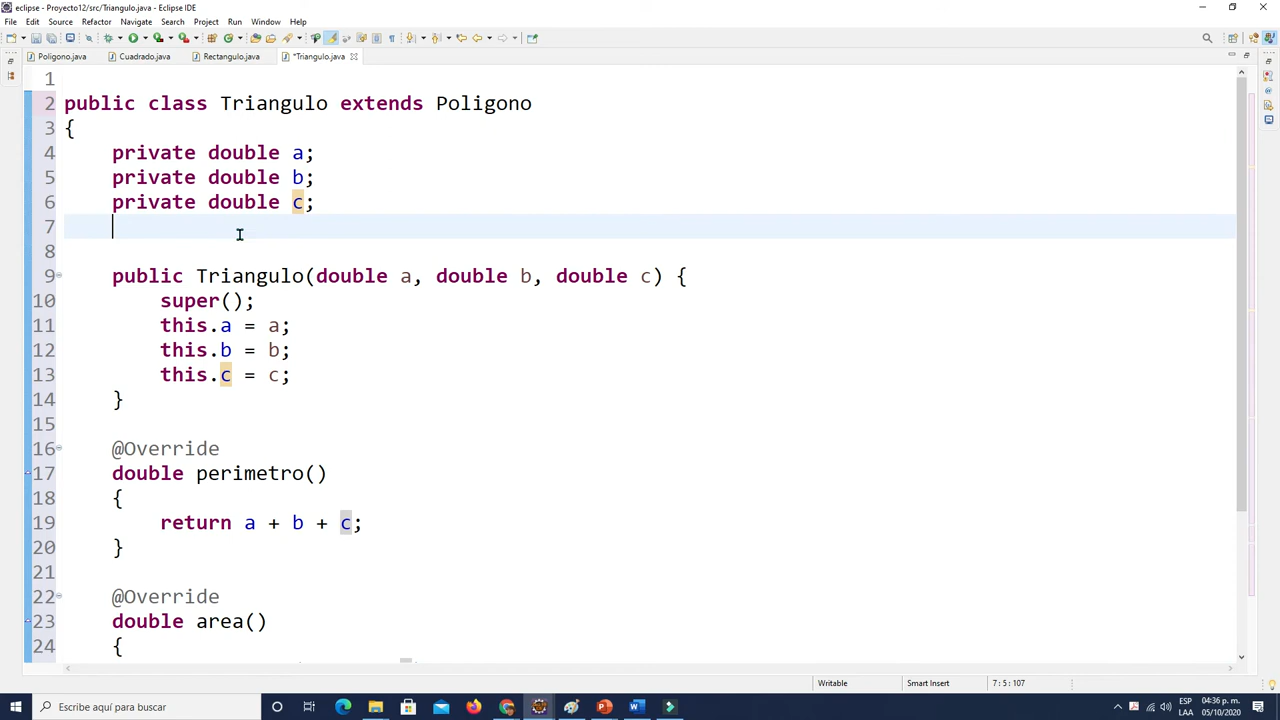 eclipse - Proyecto12/src/Triangulo.java - Eclipse IDE
File Edit Source Refactor Navigate Search Project Run Window Help
Poligono.java Cuadrado.java Rectangulo.java *Triangulo.java
1
2 public class Triangulo extends Poligono
3 {
4 private double a;
5 private double b;
6 private double c;
7
8
9 public Triangulo(double a, double b, double c) {
10 super();
11 this.a = a;
12 this.b = b;
13 this.c = c;
14 }
15
16 @Override
17 double perimetro()
18 {
19 return a + b + c;
20 }
21
22 @Override
23 double area()
24 {
Writable Smart Insert 7 : 5 : 107
Escribe aquí para buscar
ESP 04:36 p. m.
LAA 05/10/2020